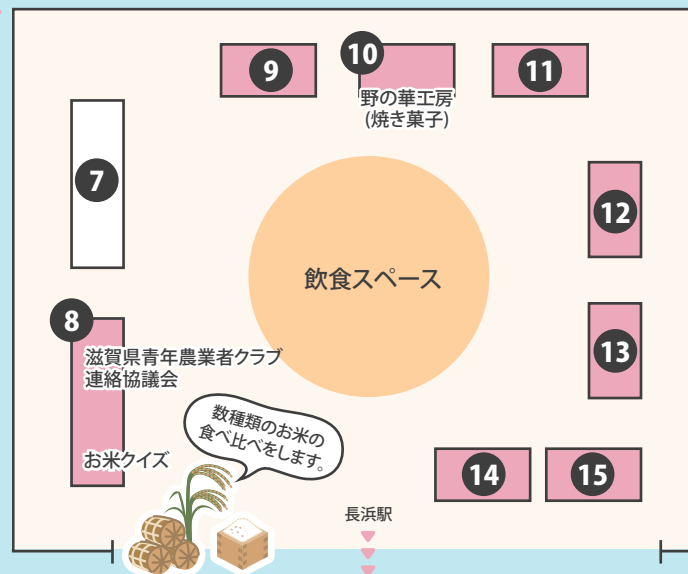 9
10
11
野の華工房
(焼き菓子)
7
12
飲食スペース
8
13
滋賀県青年農業者クラブ
連絡協議会
お米クイズ
数種類のお米の
食べ比べをします。
14
15
長浜駅